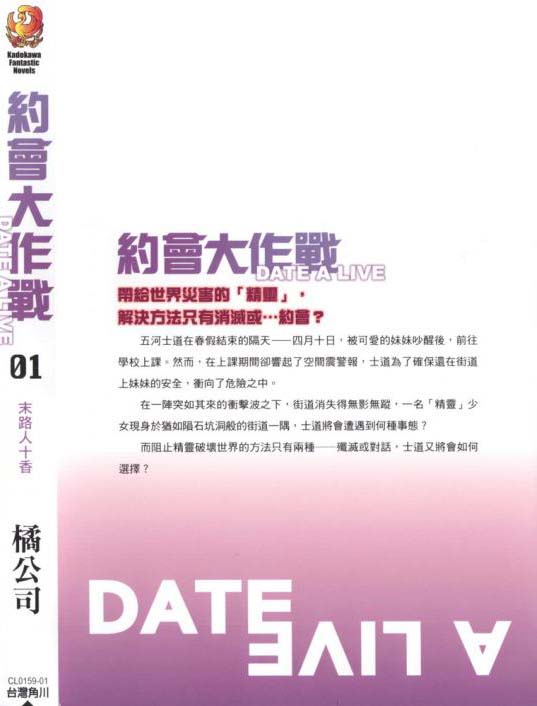 Kadokawa
Fantastic
Novels
約會大作戰
DATE A LIVE
01
末路人十香
橘公司
CL0159-01
台灣角川
約會大作戰
DATE A LIVE
帶給世界災害的「精靈」，
解決方法只有消滅或…約會？
五河士道在春假結束的隔天——四月十日，被可愛的妹妹吵醒後，前往
學校上課。然而，在上課期間卻響起了空間震警報，士道為了確保還在街道
上妹妹的安全，衝向了危險之中。
在一陣突如其來的衝擊波之下，街道消失得無影無蹤，一名「精靈」少
女現身於猶如隕石坑洞般的街道一隅，士道將會遭遇到何種事態？
而阻止精靈破壞世界的方法只有兩種——殲滅或對話，士道又將會如何
選擇？
DATE
A LIVE